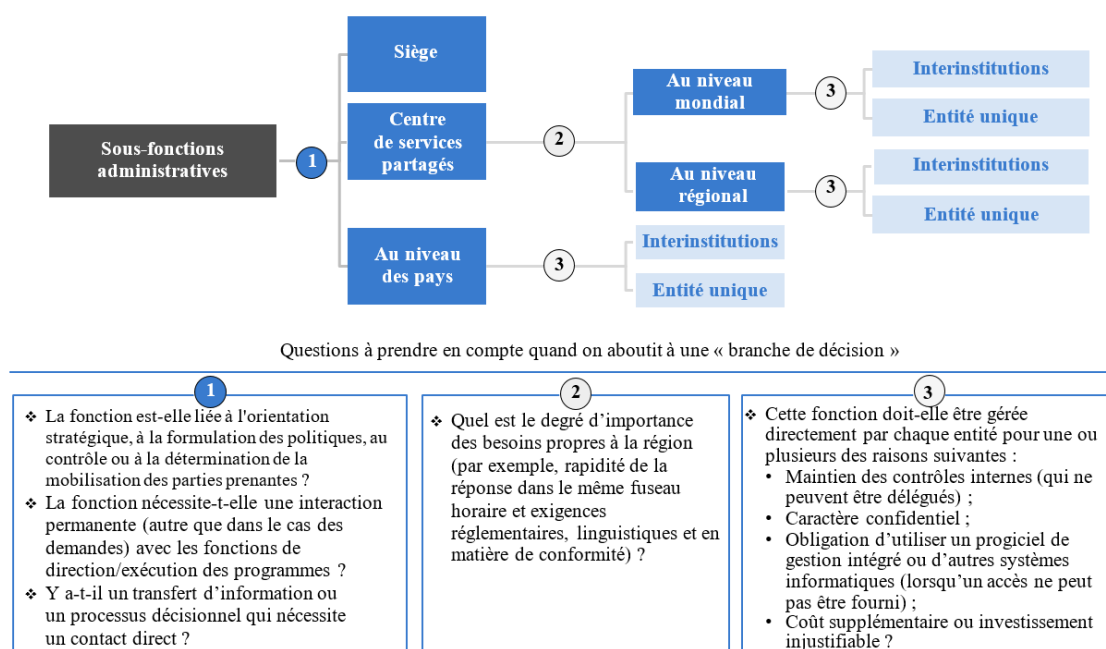 Sous-fonctions
administratives
1
Siège
Centre
de services
partagés
2
Au niveau
mondial
3
Interinstitutions
Entité unique
Au niveau
régional
3
Interinstitutions
Entité unique
Au niveau
des pays
3
Interinstitutions
Entité unique
Questions à prendre en compte quand on aboutit à une « branche de décision »
1
❖ La fonction est-elle liée à l'orientation
stratégique, à la formulation des politiques, au
contrôle ou à la détermination de la
mobilisation des parties prenantes ?
❖ La fonction nécessite-t-elle une interaction
permanente (autre que dans le cas des
demandes) avec les fonctions de
direction/exécution des programmes ?
❖ Y a-t-il un transfert d’information ou
un processus décisionnel qui nécessite
un contact direct ?
2
❖ Quel est le degré d’importance
des besoins propres à la région
(par exemple, rapidité de la
réponse dans le même fuseau
horaire et exigences
réglementaires, linguistiques et en
matière de conformité) ?
3
❖ Cette fonction doit-elle être gérée
directement par chaque entité pour une ou
plusieurs des raisons suivantes :
• Maintien des contrôles internes (qui ne
peuvent être délégués) ;
• Caractère confidentiel ;
• Obligation d’utiliser un progiciel de
gestion intégré ou d’autres systèmes
informatiques (lorsqu’un accès ne peut
pas être fourni) ;
• Coût supplémentaire ou investissement
injustifiable ?